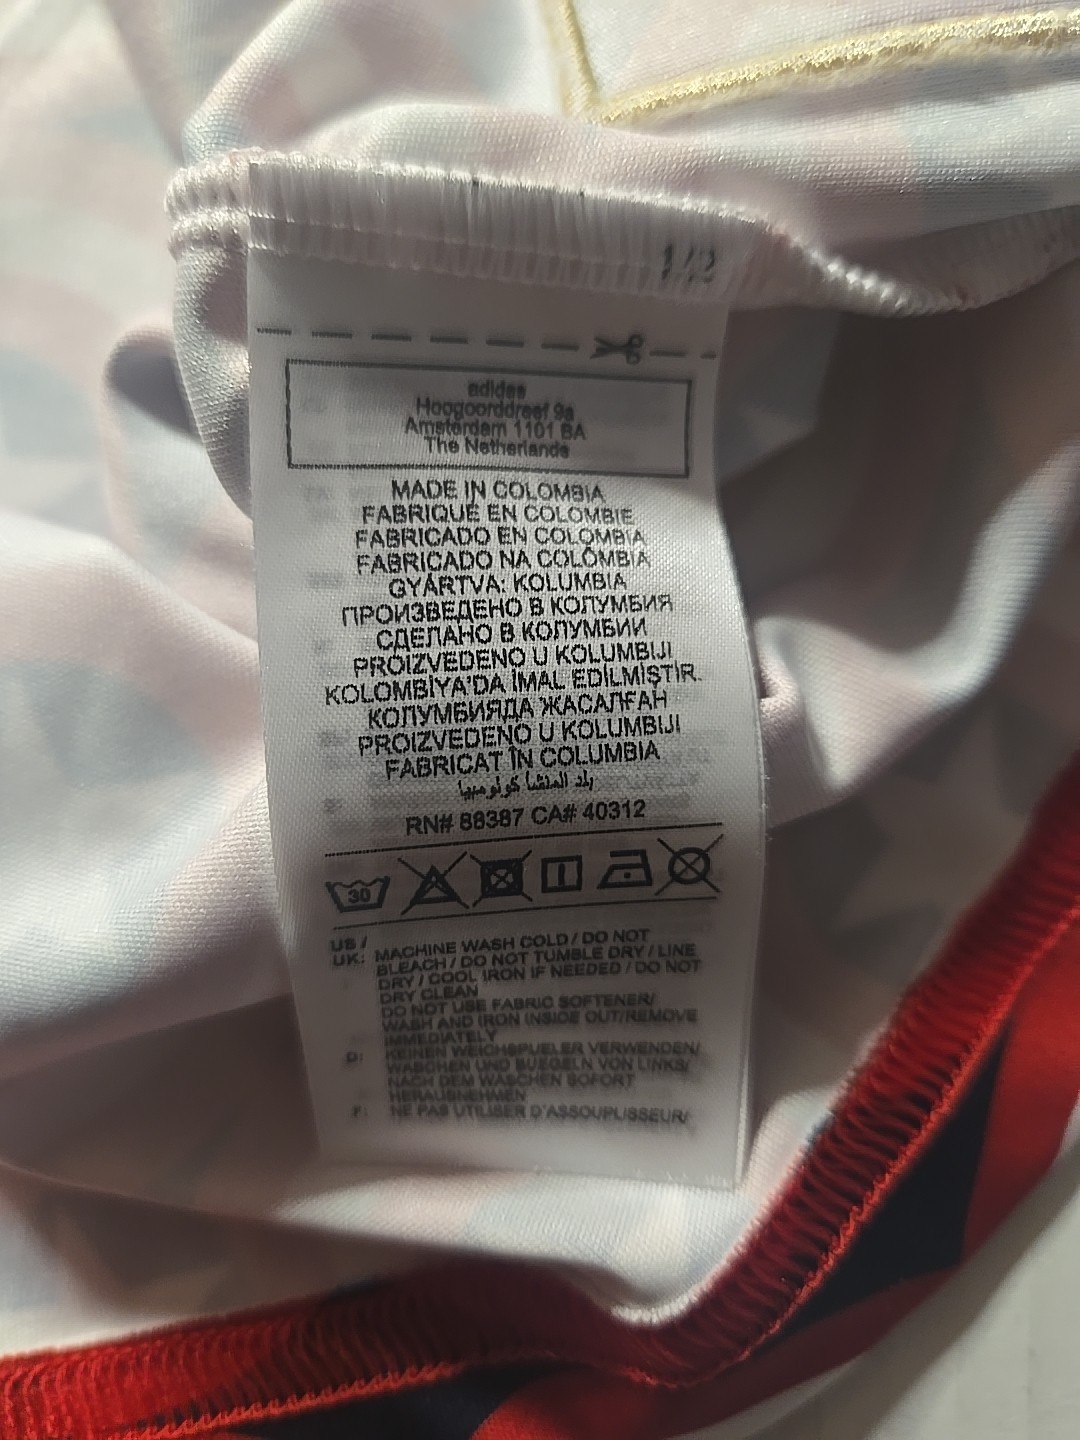 1/2
adidas
Hoogoorddreef 9a
Amsterdam 1101 BA
The Netherlands
MADE IN COLOMBIA
FABRIQUÉ EN COLOMBIE
FABRICADO EN COLOMBIA
FABRICADO NA COLÔMBIA
GYÁRTVA: KOLUMBIA
ПРОИЗВЕДЕНО В КОЛУМБИЯ
СДЕЛАНО В КОЛУМБИИ
PROIZVEDENO U KOLUMBIJI
KOLOMBİYA'DA İMAL EDİLMİŞTİR.
КОЛУМБИЯДА ЖАСАЛҒАН
PROIZVEDENO U KOLUMBIJI
FABRICAT ÎN COLUMBIA
بلد المنشأ كولومبيا
RN# 88387 CA# 40312
30
US /
UK: MACHINE WASH COLD / DO NOT
BLEACH / DO NOT TUMBLE DRY / LINE
DRY / COOL IRON IF NEEDED / DO NOT
DRY CLEAN
DO NOT USE FABRIC SOFTENER/
WASH AND IRON INSIDE OUT/REMOVE
IMMEDIATELY
D: KEINEN WEICHSPUELER VERWENDEN/
WASCHEN UND BUEGELN VON LINKS/
NACH DEM WASCHEN SOFORT
HERAUSNEHMEN
F: NE PAS UTILISER D'ASSOUPLISSEUR/